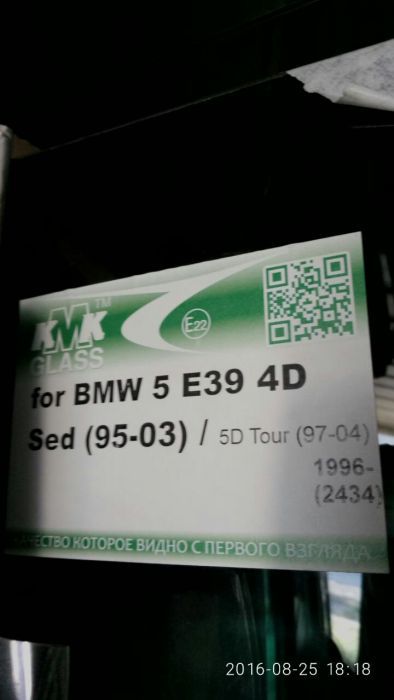 KMK™
GLASS
E22
for BMW 5 E39 4D
Sed (95-03) / 5D Tour (97-04)
1996-
(2434)
КАЧЕСТВО КОТОРОЕ ВИДНО С ПЕРВОГО ВЗГЛЯДА
2016-08-25 18:18